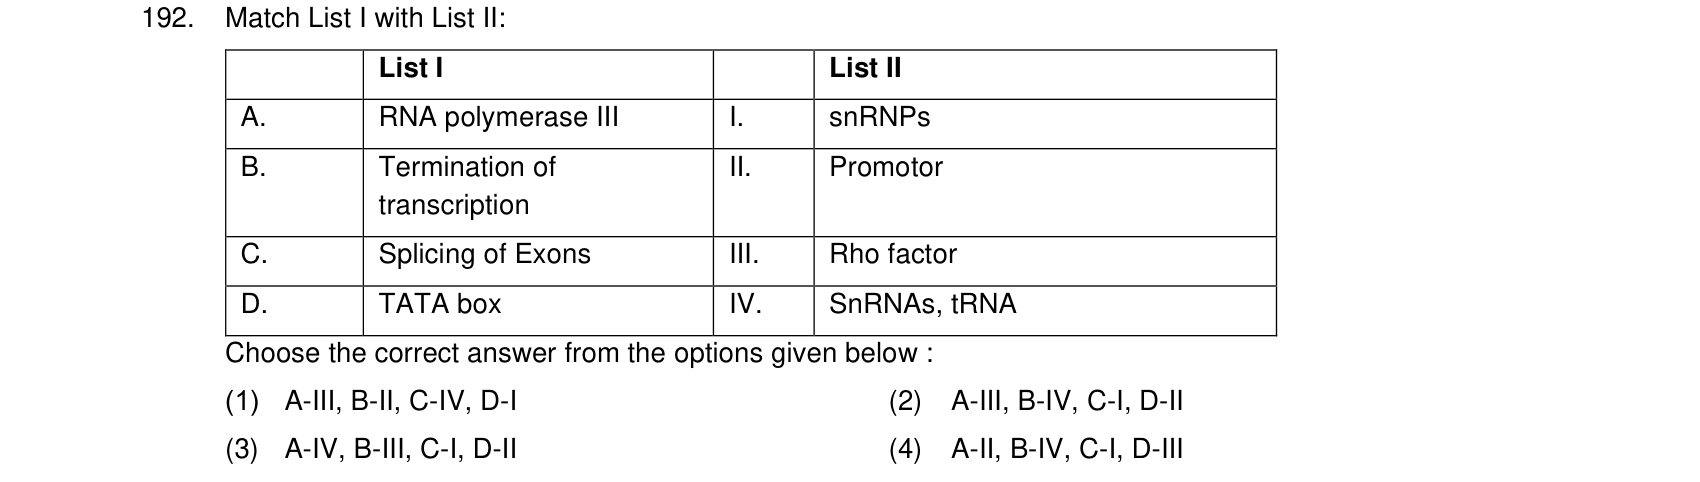 192. Match List I with List II:
List I List II
A. RNA polymerase III I. snRNPs
B. Termination of II. Promotor
transcription
C. Splicing of Exons III. Rho factor
D. TATA box IV. SnRNAs, tRNA
Choose the correct answer from the options given below :
(1) A-III, B-II, C-IV, D-I (2) A-III, B-IV, C-I, D-II
(3) A-IV, B-III, C-I, D-II (4) A-II, B-IV, C-I, D-III